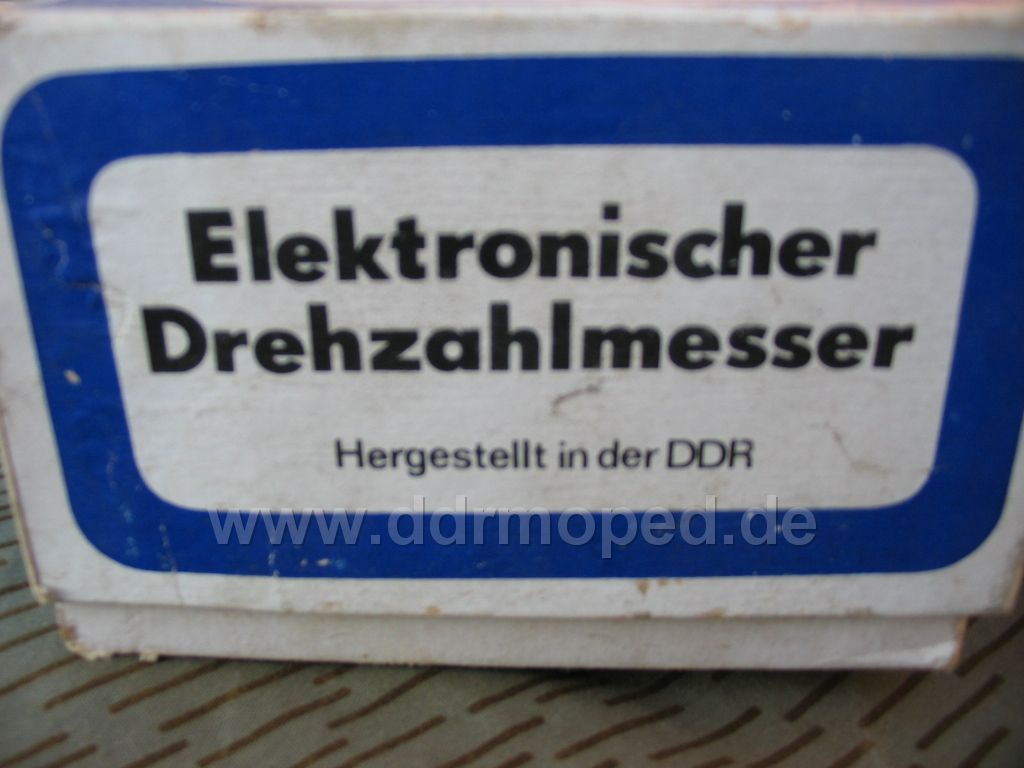 Elektronischer
Drehzahlmesser
Hergestellt in der DDR
www.ddrmoped.de